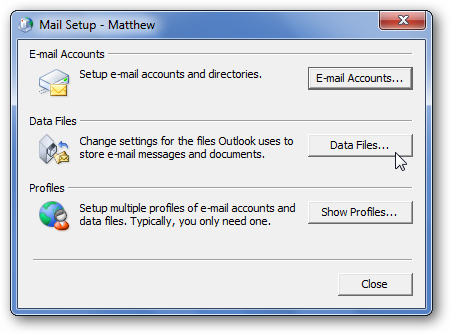 Mail Setup - Matthew
E-mail Accounts
Setup e-mail accounts and directories.
E-mail Accounts...
Data Files
Change settings for the files Outlook uses to
store e-mail messages and documents.
Data Files...
Profiles
Setup multiple profiles of e-mail accounts and
data files. Typically, you only need one.
Show Profiles...
Close